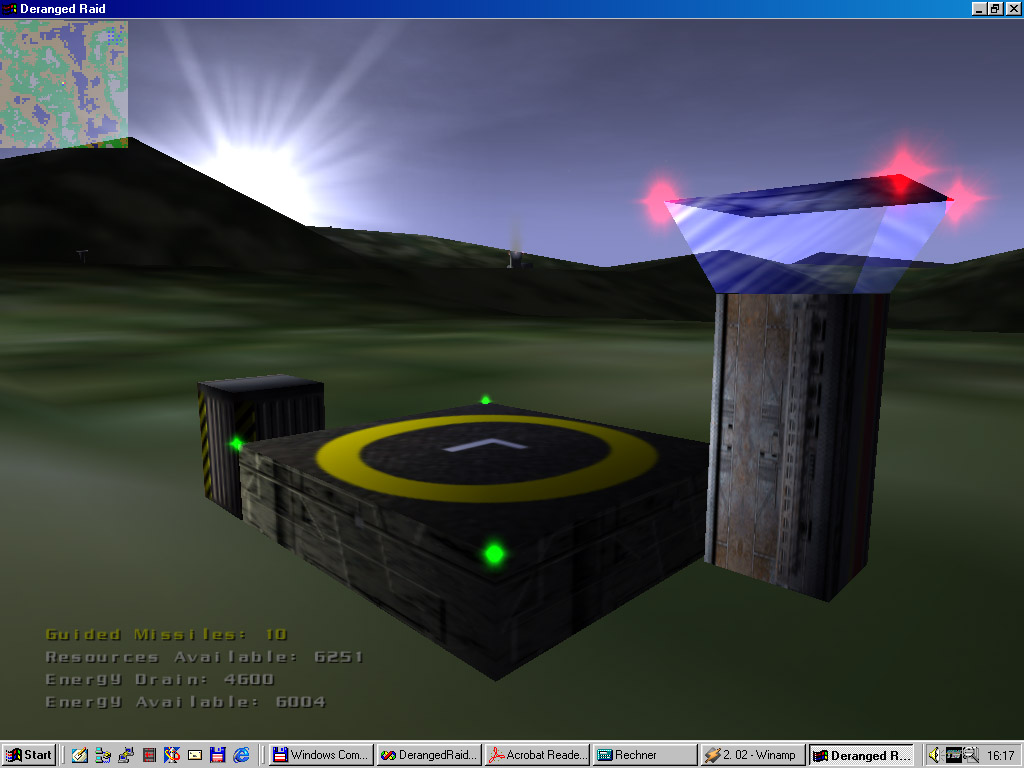 Deranged Raid
Guided Missiles: 10
Resources Available: 6251
Energy Drain: 4600
Energy Available: 6004
Start
Windows Com...
DerangedRaid...
Acrobat Reade...
Rechner
2. 02 - Winamp
Deranged R...
16:17